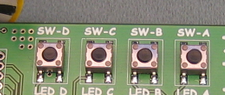 SW-D SW-C SW-B SW-A
LED D LED C LED B LED A